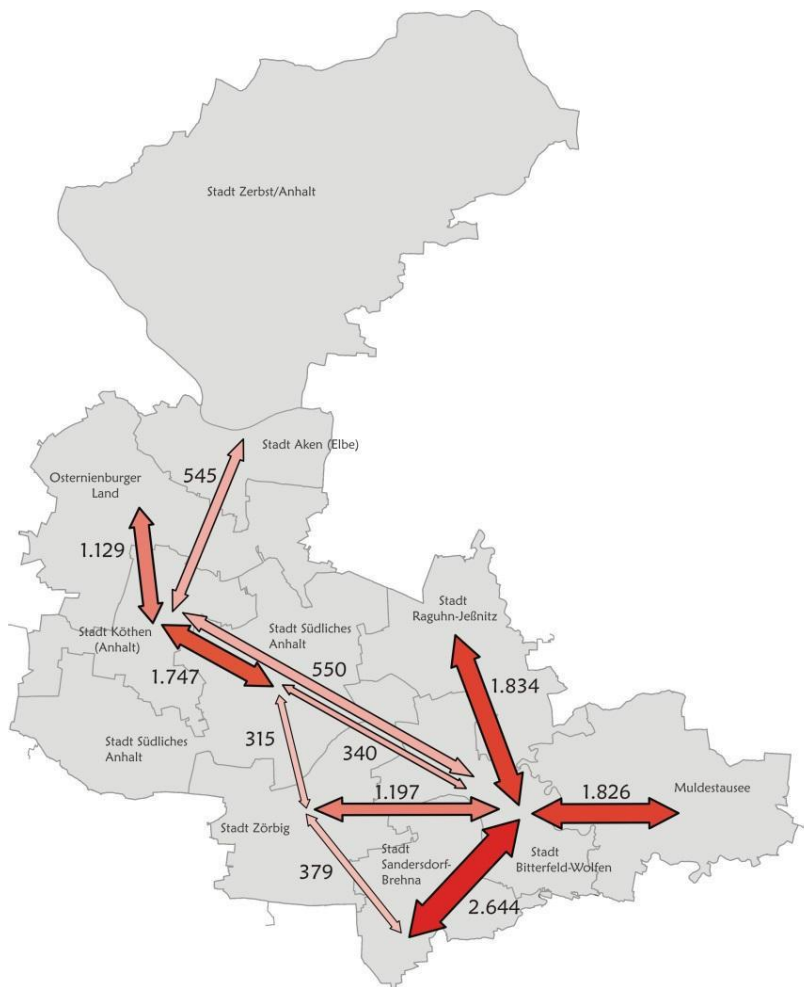 Stadt Zerbst/Anhalt
Stadt Aken (Elbe)
545
Osternienburger
Land
1.129
Stadt
Raguhn-Jeßnitz
Stadt Köthen
(Anhalt)
Stadt Südliches
Anhalt
550
1.747
1.834
315
340
Stadt Südliches
Anhalt
1.197
1.826
Muldestausee
Stadt Zörbig
Stadt
Sandersdorf-
Brehna
Stadt
Bitterfeld-Wolfen
379
2.644